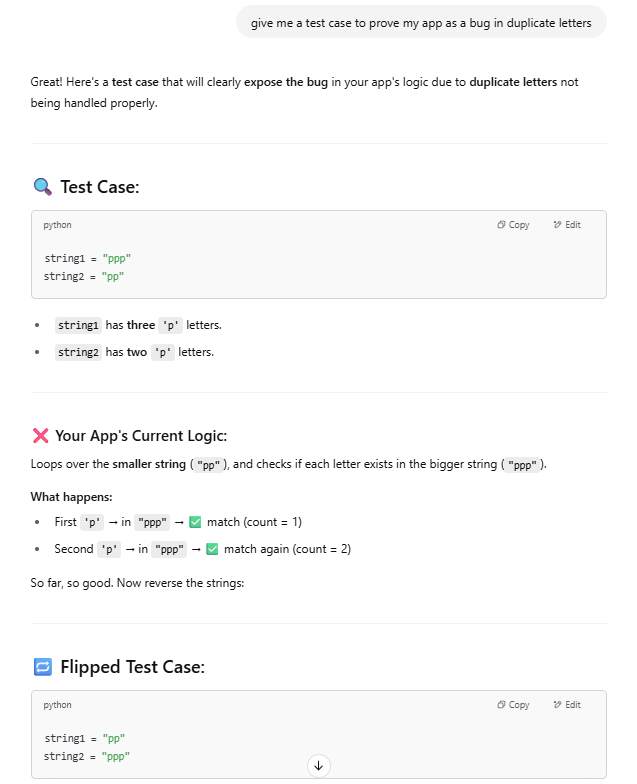 give me a test case to prove my app as a bug in duplicate letters
Great! Here's a test case that will clearly expose the bug in your app's logic due to duplicate letters not
being handled properly.
🔍 Test Case:
python Copy Edit
string1 = "ppp"
string2 = "pp"
• string1 has three 'p' letters.
• string2 has two 'p' letters.
❌ Your App's Current Logic:
Loops over the smaller string ( "pp" ), and checks if each letter exists in the bigger string ( "ppp" ).
What happens:
• First 'p' → in "ppp" → ✅ match (count = 1)
• Second 'p' → in "ppp" → ✅ match again (count = 2)
So far, so good. Now reverse the strings:
🔁 Flipped Test Case:
python Copy Edit
string1 = "pp"
string2 = "ppp"